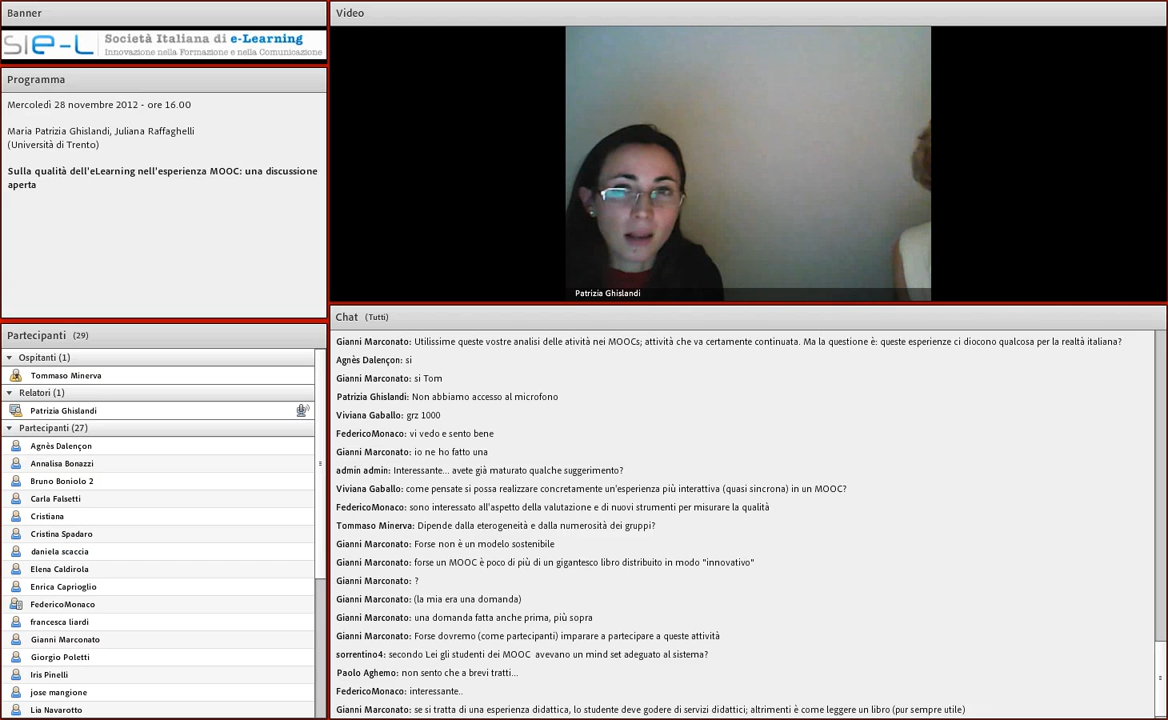 Banner
SIe-L Società Italiana di e-Learning
Innovazione nella Formazione e nella Comunicazione
Programma
Mercoledì 28 novembre 2012 - ore 16.00
Maria Patrizia Ghislandi, Juliana Raffaghelli
(Università di Trento)
Sulla qualità dell'eLearning nell'esperienza MOOC: una discussione
aperta
Partecipanti (29)
Ospitanti (1)
Tommaso Minerva
Relatori (1)
Patrizia Ghislandi
Partecipanti (27)
Agnès Dalençon
Annalisa Bonazzi
Bruno Boniolo 2
Carla Falsetti
Cristiana
Cristina Spadaro
daniela scaccia
Elena Caldirola
Enrica Caprioglio
FedericoMonaco
francesca liardi
Gianni Marconato
Giorgio Poletti
Iris Pinelli
jose mangione
Lia Navarotto
Video
Patrizia Ghislandi
Chat (Tutti)
Gianni Marconato: Utilissime queste vostre analisi delle atività nei MOOCs; attività che va certamente continuata. Ma la questione è: queste esperienze ci diocono qualcosa per la realtà italiana?
Agnès Dalençon: si
Gianni Marconato: si Tom
Patrizia Ghislandi: Non abbiamo accesso al microfono
Viviana Gaballo: grz 1000
FedericoMonaco: vi vedo e sento bene
Gianni Marconato: io ne ho fatto una
admin admin: Interessante... avete già maturato qualche suggerimento?
Viviana Gaballo: come pensate si possa realizzare concretamente un'esperienza più interattiva (quasi sincrona) in un MOOC?
FedericoMonaco: sono interessato all'aspetto della valutazione e di nuovi strumenti per misurare la qualità
Tommaso Minerva: Dipende dalla eterogeneità e dalla numerosità dei gruppi?
Gianni Marconato: Forse non è un modelo sostenibile
Gianni Marconato: forse un MOOC è poco di più di un gigantesco libro distribuito in modo "innovativo"
Gianni Marconato: ?
Gianni Marconato: (la mia era una domanda)
Gianni Marconato: una domanda fatta anche prima, più sopra
Gianni Marconato: Forse dovremo (come partecipanti) imparare a partecipare a queste attività
sorrentino4: secondo Lei gli studenti dei MOOC avevano un mind set adeguato al sistema?
Paolo Aghemo: non sento che a brevi tratti...
FedericoMonaco: interessante..
Gianni Marconato: se si tratta di una esperienza didattica, lo studente deve godere di servizi didattici; altrimenti è come leggere un libro (pur sempre utile)